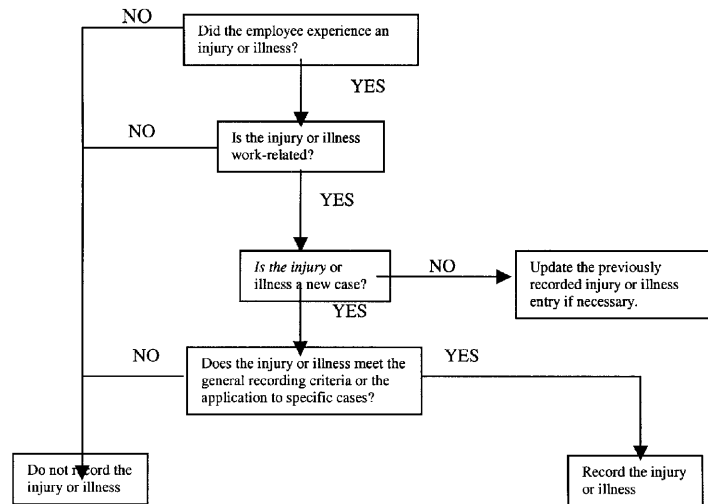 NO
Did the employee experience an
injury or illness?
YES
NO
Is the injury or illness
work-related?
YES
Is the injury or
illness a new case?
NO
Update the previously
recorded injury or illness
entry if necessary.
YES
NO
Does the injury or illness meet the
general recording criteria or the
application to specific cases?
YES
Do not record the
injury or illness
Record the injury
or illness